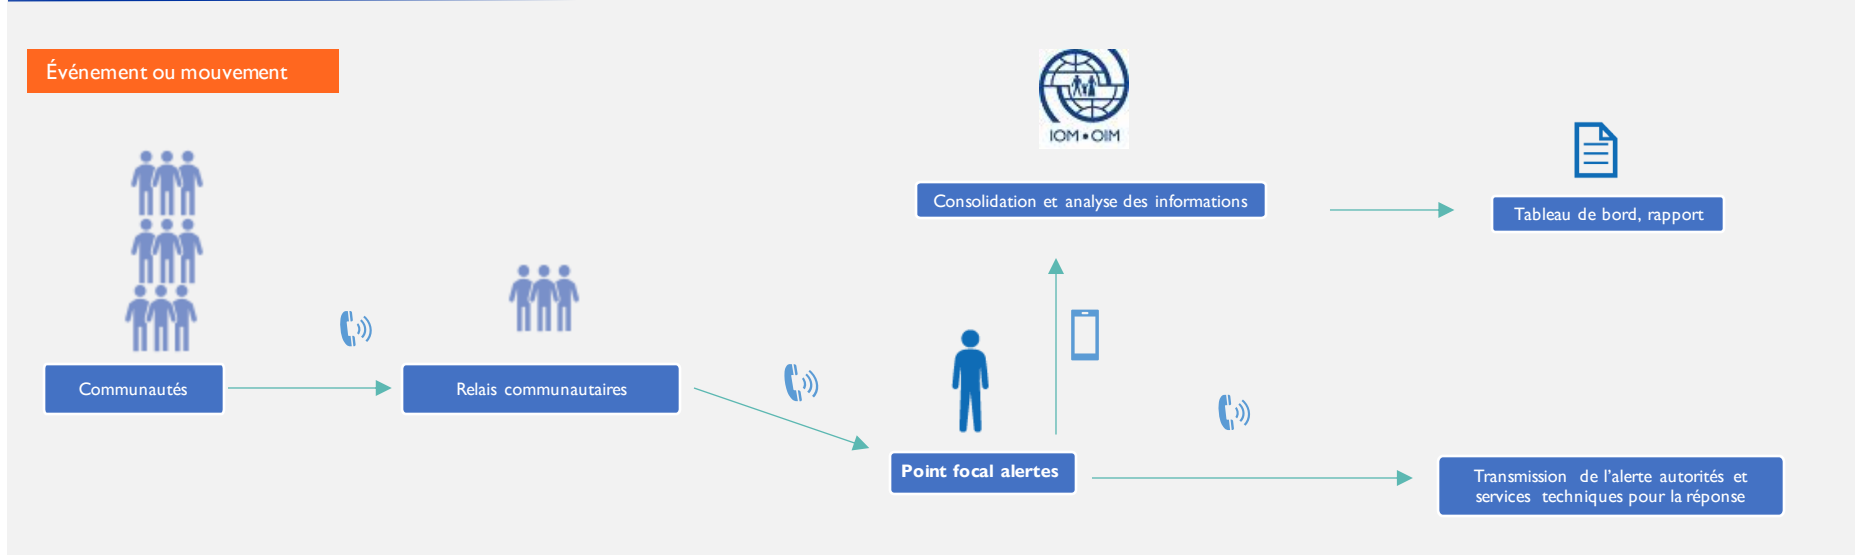 Événement ou mouvement
IOM • OIM
Consolidation et analyse des informations
Tableau de bord, rapport
Communautés
Relais communautaires
Point focal alertes
Transmission de l’alerte autorités et
services techniques pour la réponse